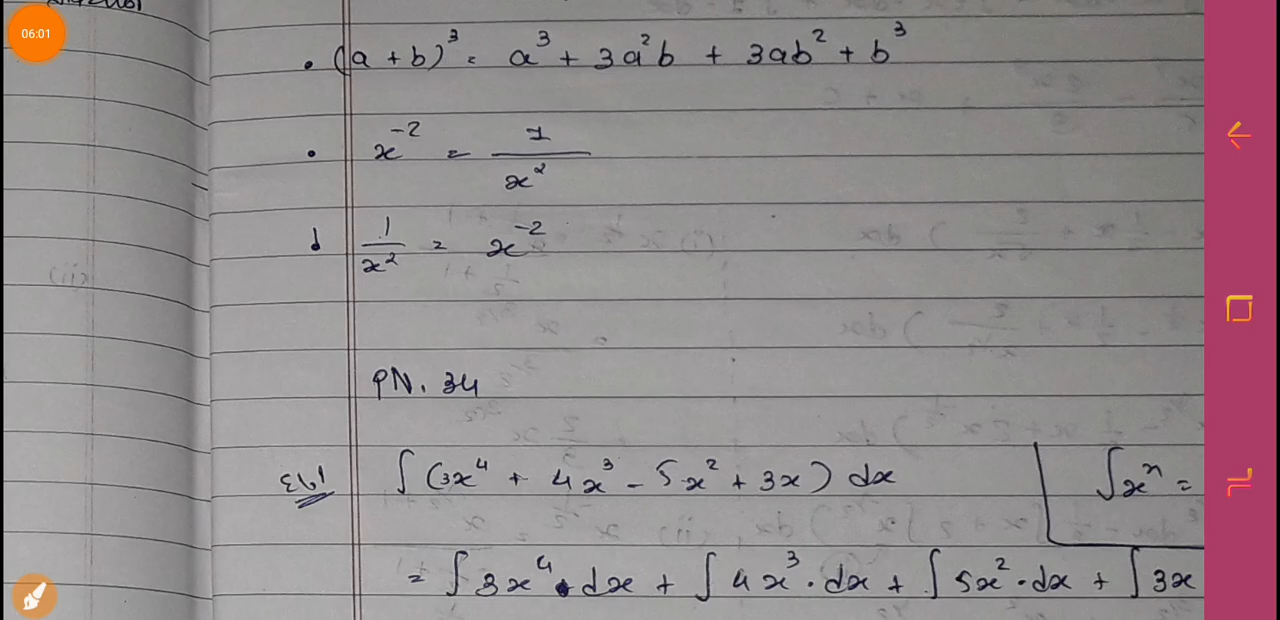 06:01
• (a + b)³ = a³ + 3a²b + 3ab² + b³
• x⁻² = 1/x²
1/x² = x⁻²
PN. 34
∫ (3x⁴ + 4x³ - 5x² + 3x) dx
∫xⁿ =
= ∫ 3x⁴ . dx + ∫ 4x³ . dx + ∫ 5x² . dx + ∫ 3x